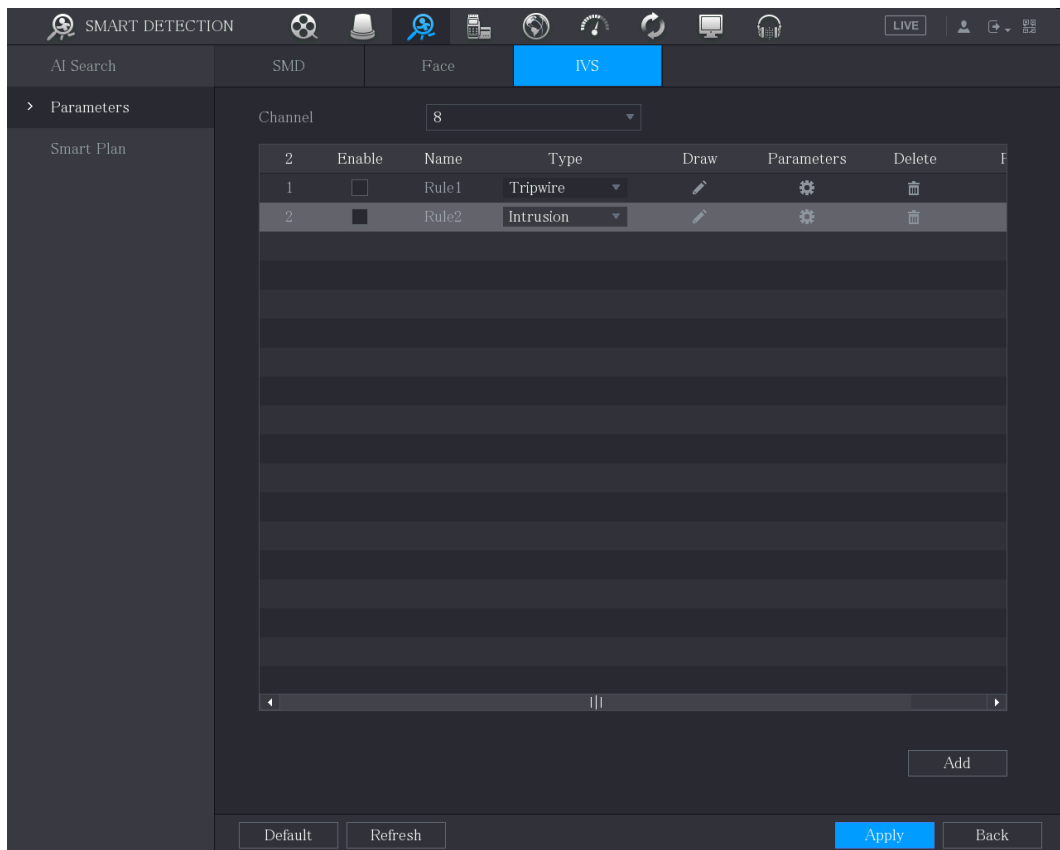 SMART DETECTION LIVE
AI Search SMD Face IVS
Parameters
Channel 8
Smart Plan
2 Enable Name Type Draw Parameters Delete
1 Rule1 Tripwire
2 Rule2 Intrusion
Add
Default Refresh Apply Back